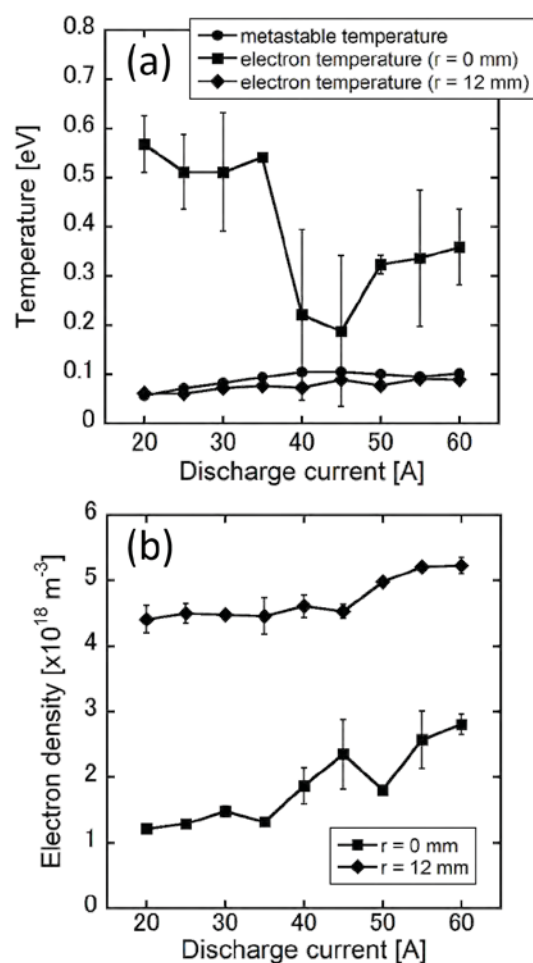 (a)
metastable temperature
electron temperature (r = 0 mm)
electron temperature (r = 12 mm)
Temperature [eV]
0.8
0.7
0.6
0.5
0.4
0.3
0.2
0.1
0
20 30 40 50 60
Discharge current [A]
(b)
Electron density [x10¹⁸ m⁻³]
6
5
4
3
2
1
0
r = 0 mm
r = 12 mm
20 30 40 50 60
Discharge current [A]